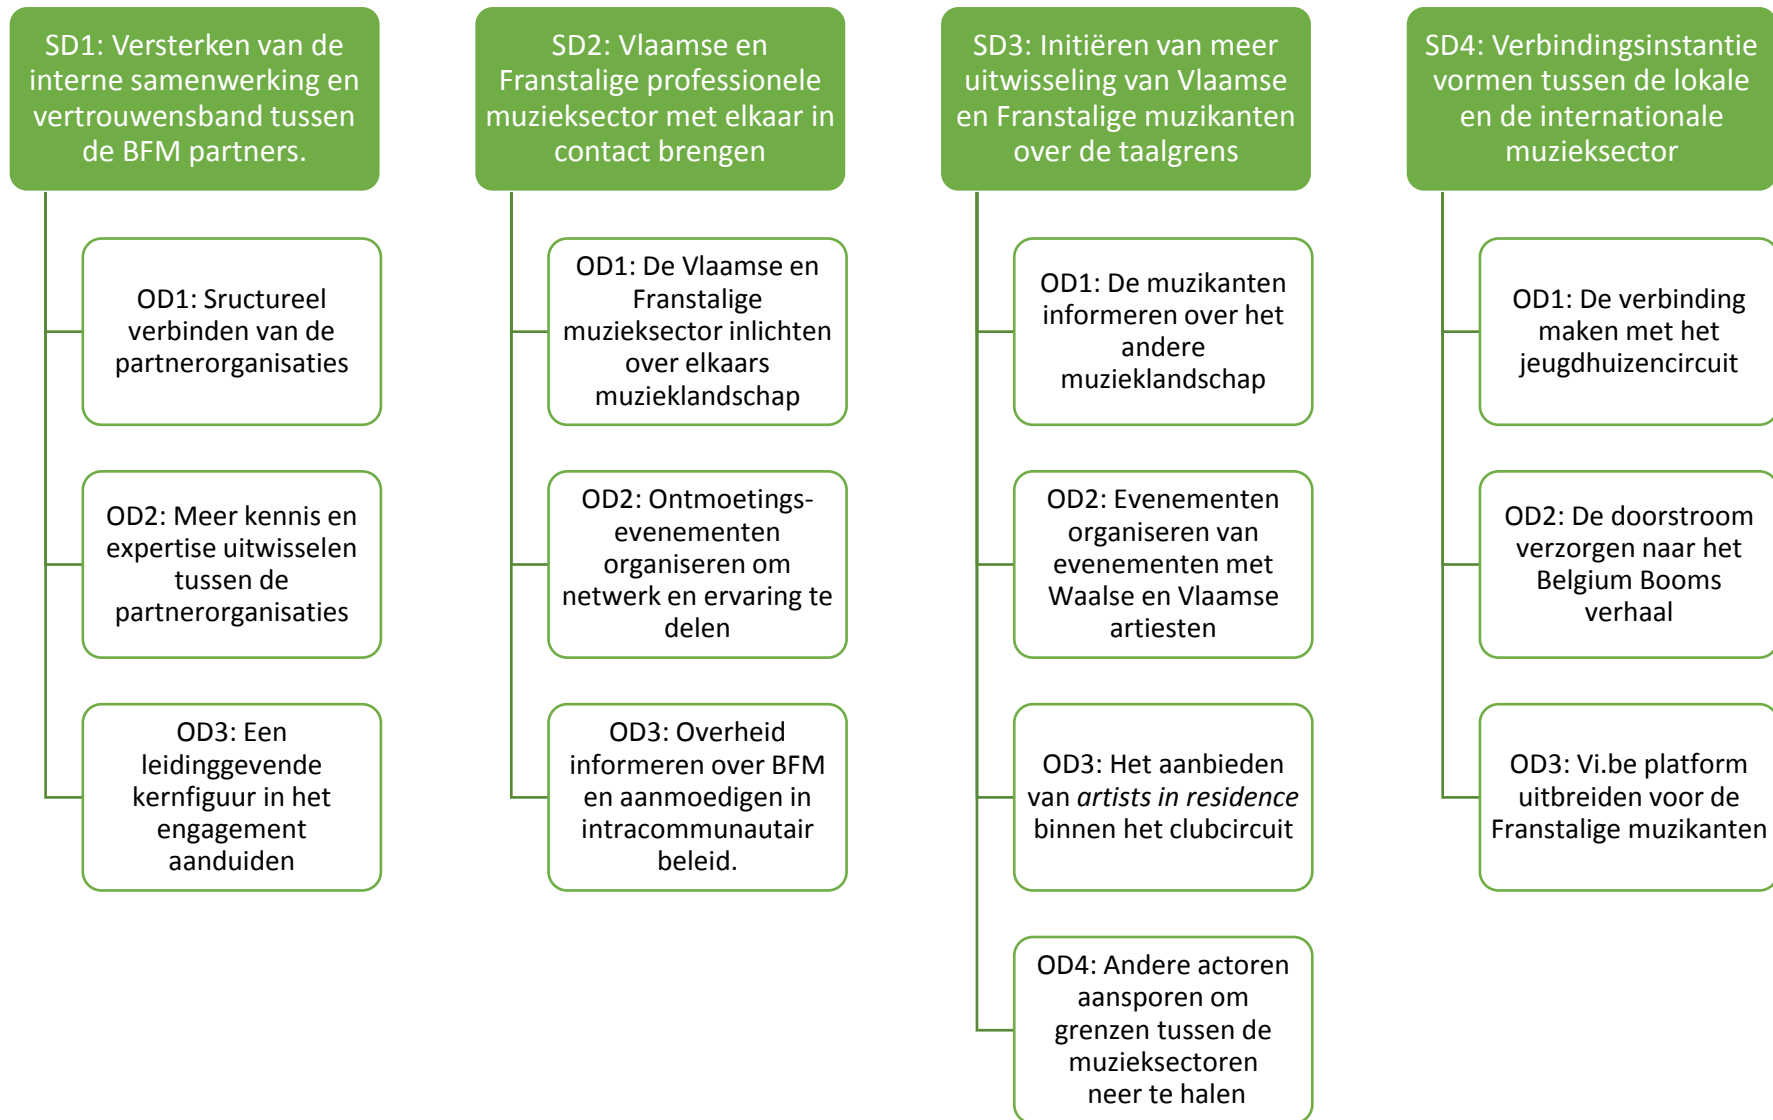 SD1: Versterken van de
interne samenwerking en
vertrouwensband tussen
de BFM partners.
OD1: Sructureel
verbinden van de
partnerorganisaties
OD2: Meer kennis en
expertise uitwisselen
tussen de
partnerorganisaties
OD3: Een
leidinggevende
kernfiguur in het
engagement
aanduiden
SD2: Vlaamse en
Franstalige professionele
muzieksector met elkaar in
contact brengen
OD1: De Vlaamse en
Franstalige
muzieksector inlichten
over elkaars
muzieklandschap
OD2: Ontmoetings-
evenementen
organiseren om
netwerk en ervaring te
delen
OD3: Overheid
informeren over BFM
en aanmoedigen in
intracommunautair
beleid.
SD3: Initiëren van meer
uitwisseling van Vlaamse
en Franstalige muzikanten
over de taalgrens
OD1: De muzikanten
informeren over het
andere
muzieklandschap
OD2: Evenementen
organiseren van
evenementen met
Waalse en Vlaamse
artiesten
OD3: Het aanbieden
van artists in residence
binnen het clubcircuit
OD4: Andere actoren
aansporen om
grenzen tussen de
muzieksectoren
neer te halen
SD4: Verbindingsinstantie
vormen tussen de lokale
en de internationale
muzieksector
OD1: De verbinding
maken met het
jeugdhuizencircuit
OD2: De doorstroom
verzorgen naar het
Belgium Booms
verhaal
OD3: Vi.be platform
uitbreiden voor de
Franstalige muzikanten